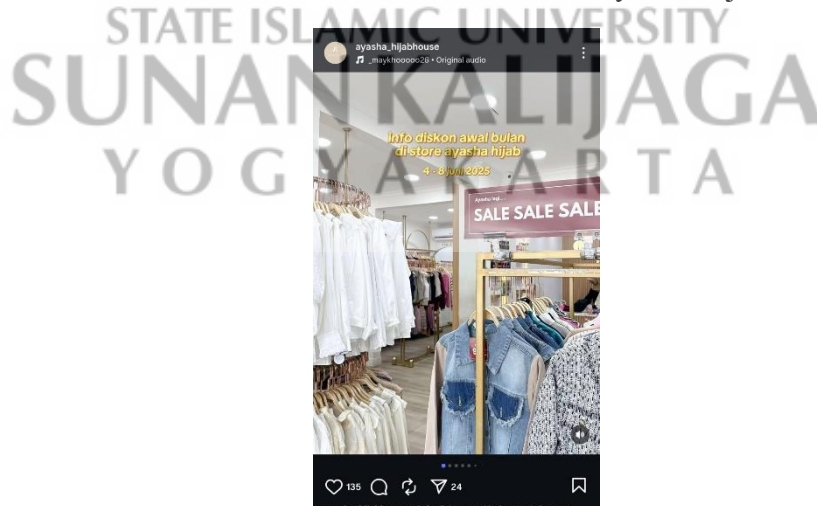 STATE ISLAMIC UNIVERSITY
SUNAN KALIJAGA
YOGYAKARTA
ayasha_hijabhouse
_maykhooooo26 • Original audio
info diskon awal bulan
di store ayasha hijab
4 - 8 juni 2025
SALE SALE SALE
135
24